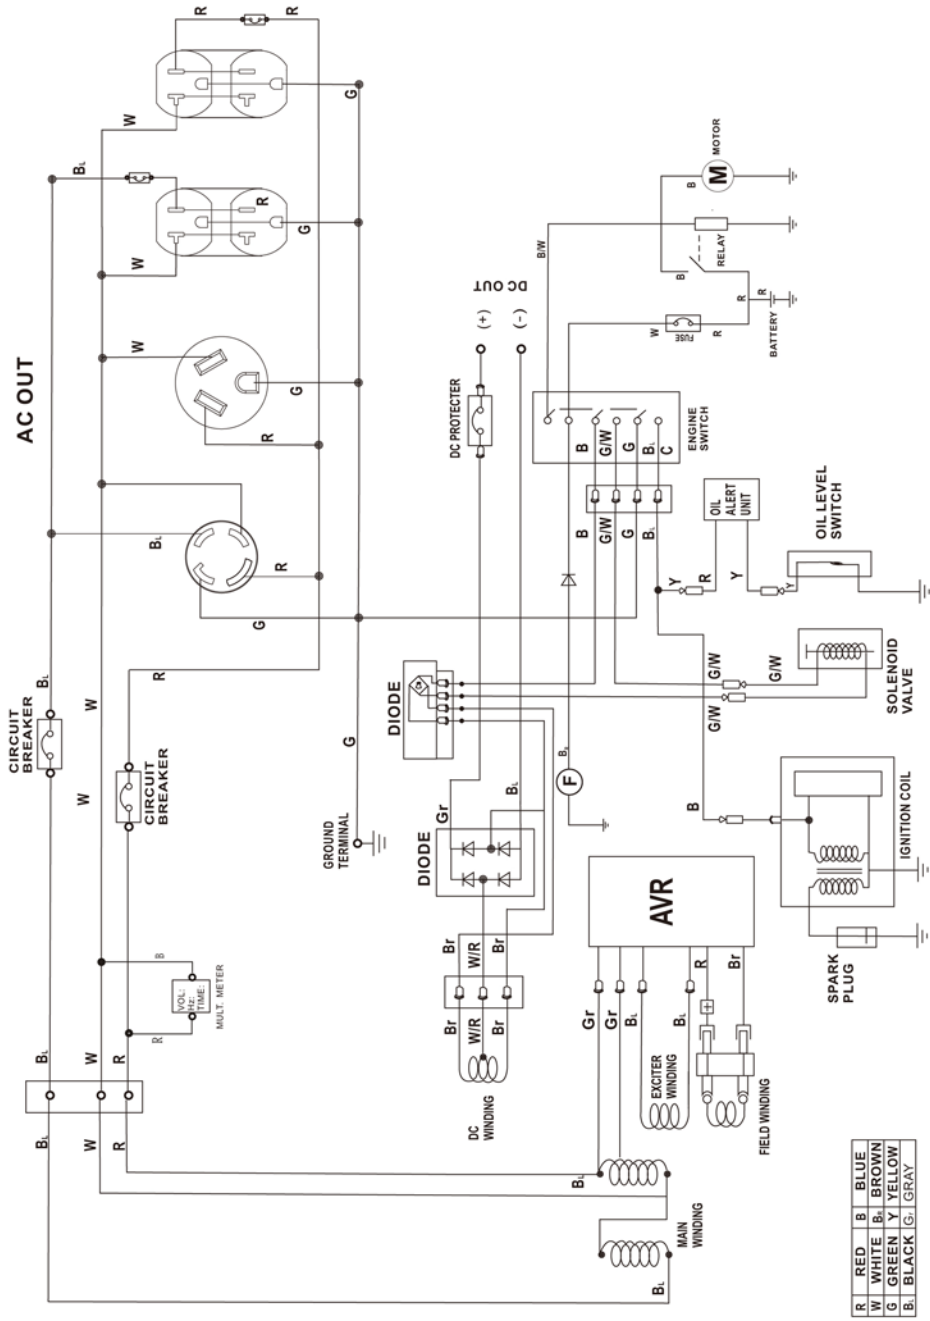 AC OUT
R
W
BL
R
G
W
G
W
G
R
BL
R
G
CIRCUIT
BREAKER
BL
W
R
CIRCUIT
BREAKER
W
G
GROUND
TERMINAL
B
R
VOL:
Hz:
TIME:
MULT. METER
BL
W
R
BL
W
R
MOTOR
M
B
B/W
RELAY
B
R
R
BATTERY
W
FUSE
R
DC OUT
(+)
(-)
DC PROTECTER
ENGINE
SWITCH
B
G/W
G
BL
C
B
G/W
G
BL
OIL
ALERT
UNIT
OIL LEVEL
SWITCH
Y
R
Y
Y
SOLENOID
VALVE
G/W
G/W
G/W
DIODE
Gr
BL
DIODE
BL
F
B
IGNITION COIL
SPARK
PLUG
AVR
Br
W/R
Br
Br
W/R
Br
DC
WINDING
Gr
Gr
BL
BL
R
Br
EXCITER
WINDING
FIELD WINDING
BL
MAIN
WINDING
BL
R RED B BLUE
W WHITE BR BROWN
G GREEN Y YELLOW
BL BLACK Gr GRAY